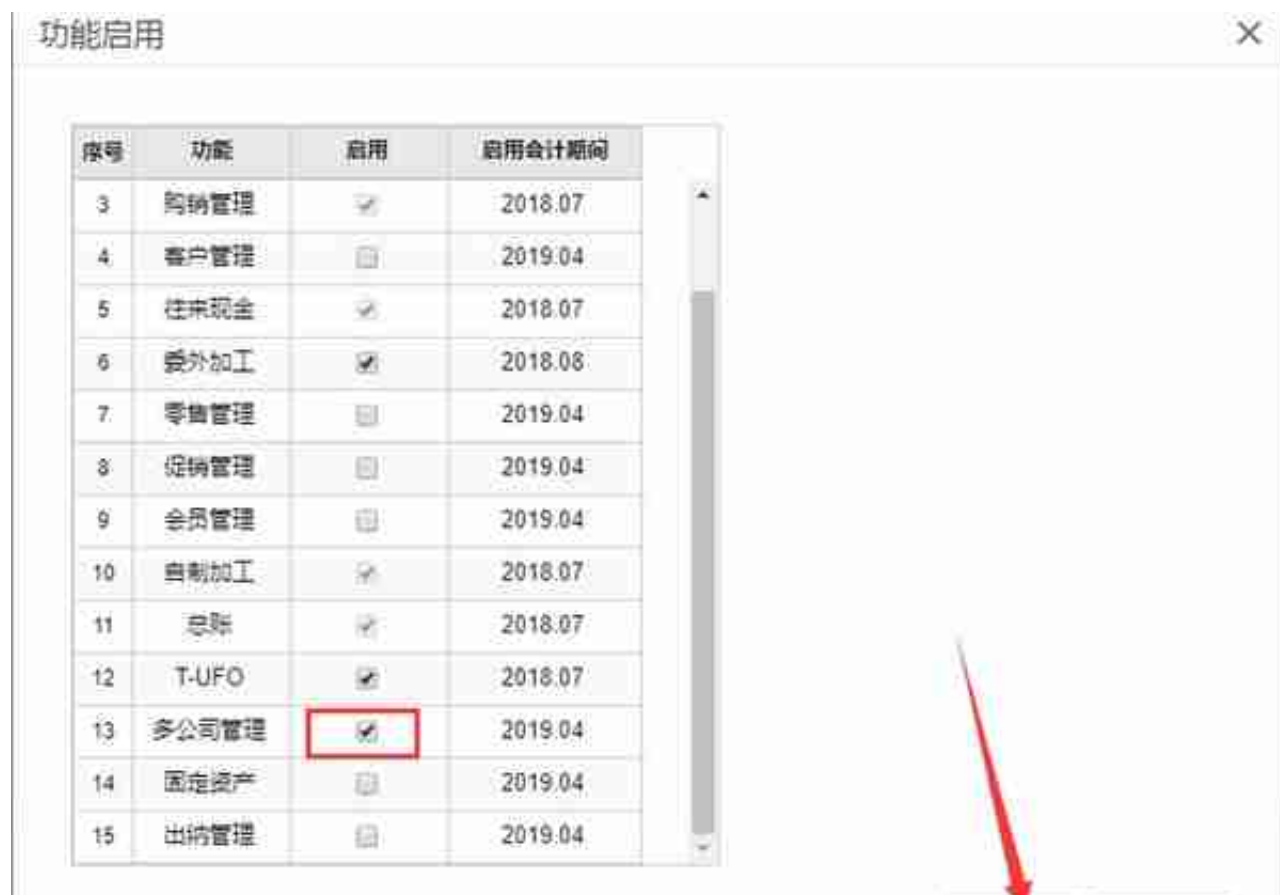 功能启用
序号 功能 启用 启用会计期间
3 购销管理 2018.07
4 客户管理 2019.04
5 往来现金 2018.07
6 委外加工 2018.08
7 零售管理 2019.04
8 促销管理 2019.04
9 会员管理 2019.04
10 自制加工 2018.07
11 总账 2018.07
12 T-UFO 2018.07
13 多公司管理 2019.04
14 固定资产 2019.04
15 出纳管理 2019.04